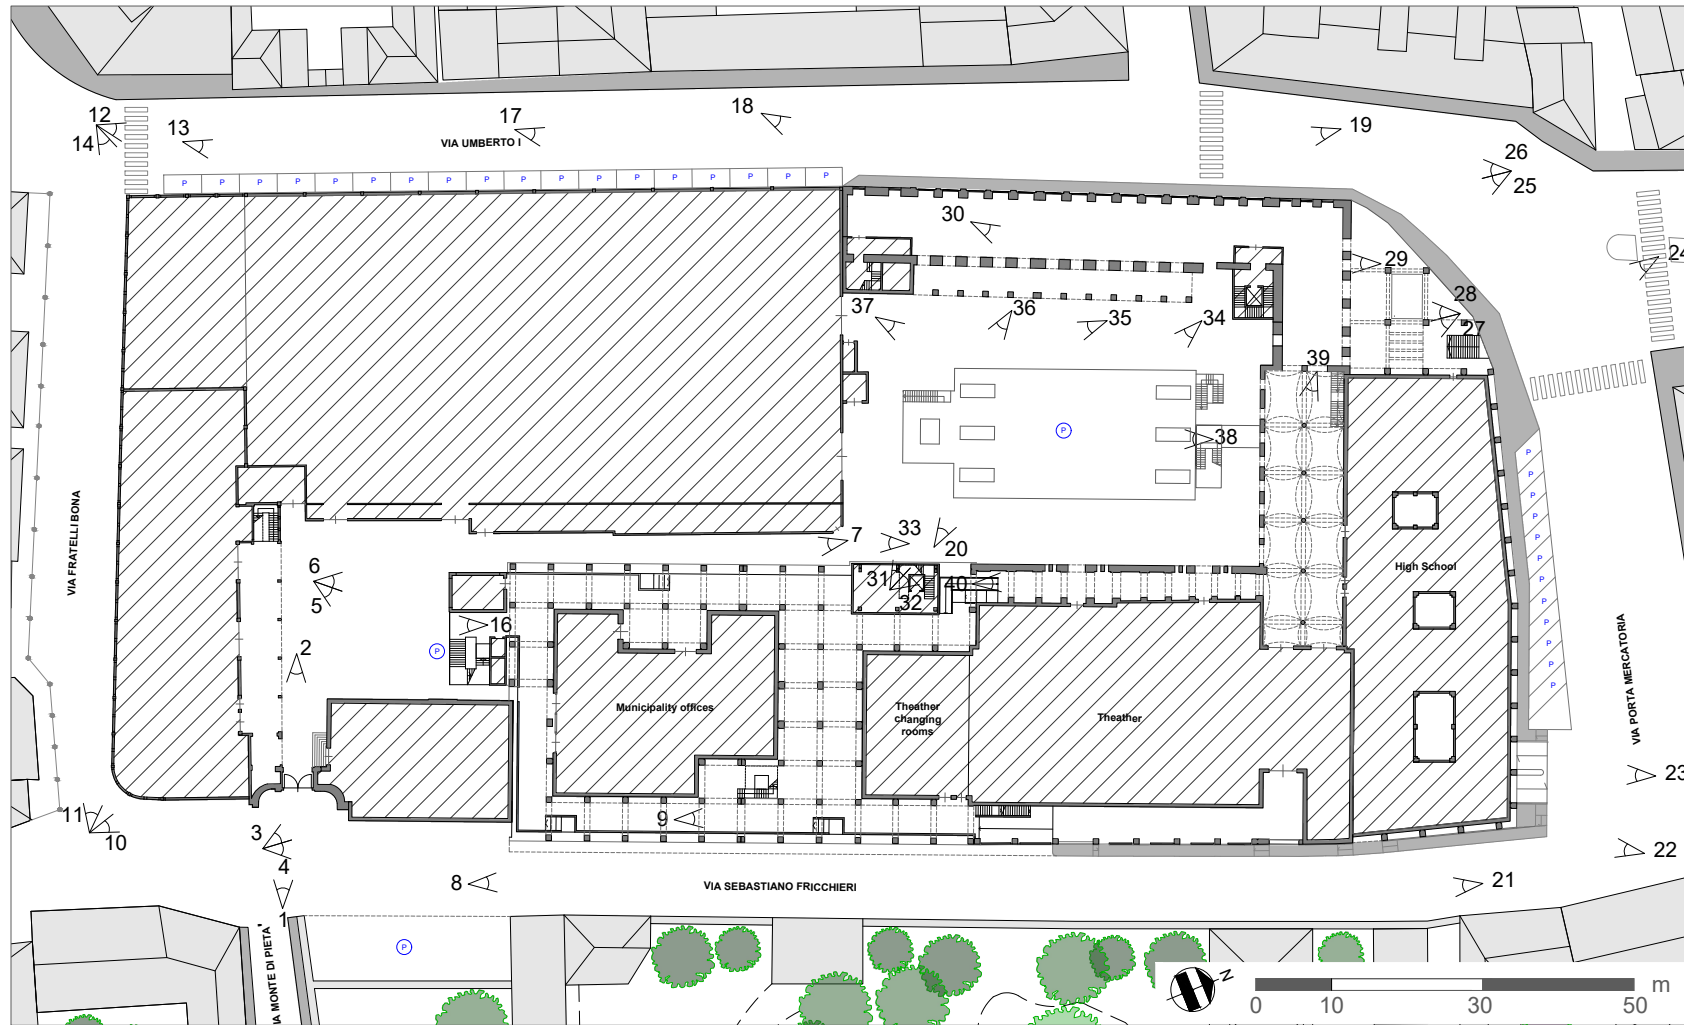 12
13
14
17
18
19
26
25
VIA UMBERTO I
P P P P P P P P P P P P P P P P P P
30
29
24
28
27
37
36
35
34
39
38
P
P
P
P
P
P
P
P
P
P
P
P
P
7
33
20
31
32
40
6
5
16
2
P
VIA FRATELLI BONA
High School
Municipality offices
Theather
changing
rooms
Theather
VIA PORTA MERCATORIA
23
22
21
11
10
3
4
1
8
9
VIA SEBASTIANO FRICCHIERI
P
IA MONTE DI PIETA'
N
0 10 30 50 m